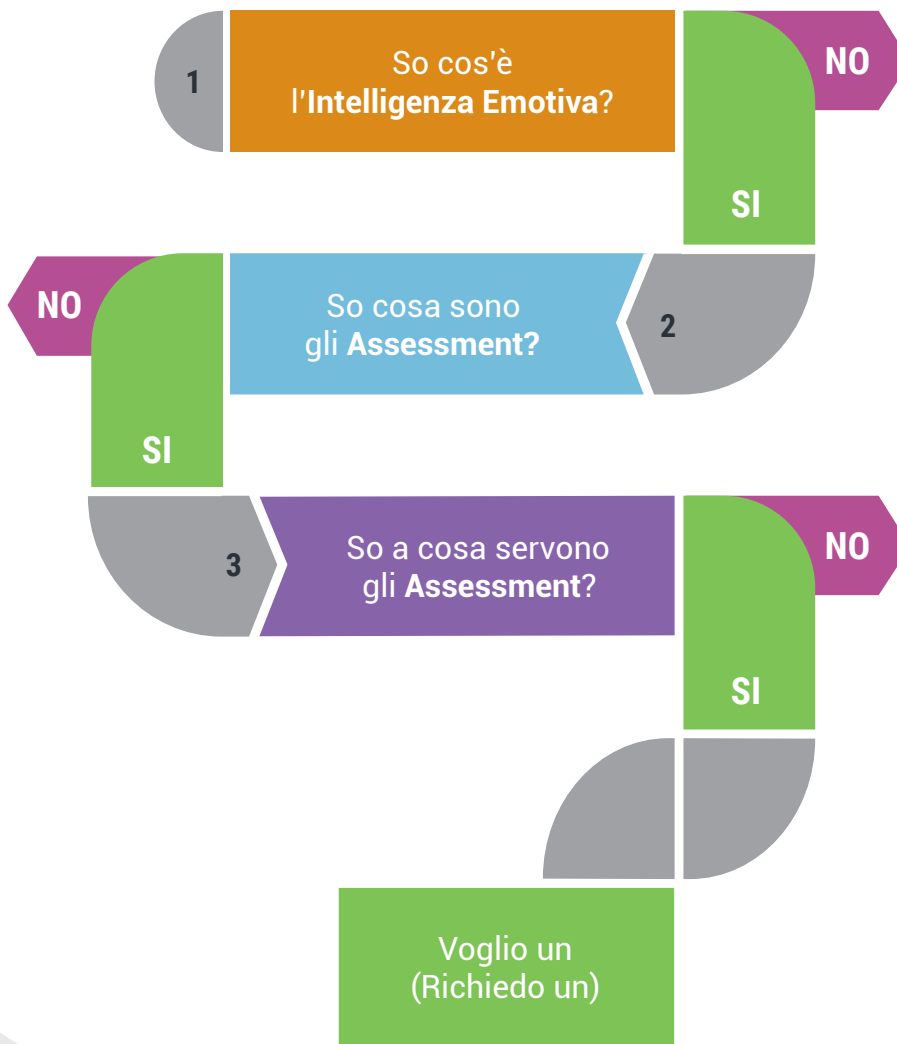 1
So cos'è
l'Intelligenza Emotiva?
NO
SI
NO
So cosa sono
gli Assessment?
2
SI
3
So a cosa servono
gli Assessment?
NO
SI
Voglio un
(Richiedo un)